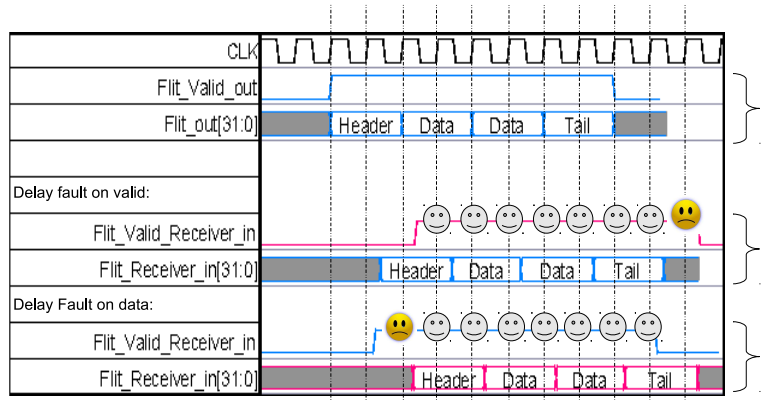 CLK
Flit_Valid_out
Flit_out[31:0] Header Data Data Tail
Delay fault on valid:
Flit_Valid_Receiver_in
Flit_Receiver_in[31:0] Header Data Data Tail
Delay Fault on data:
Flit_Valid_Receiver_in
Flit_Receiver_in[31:0] Header Data Data Tail